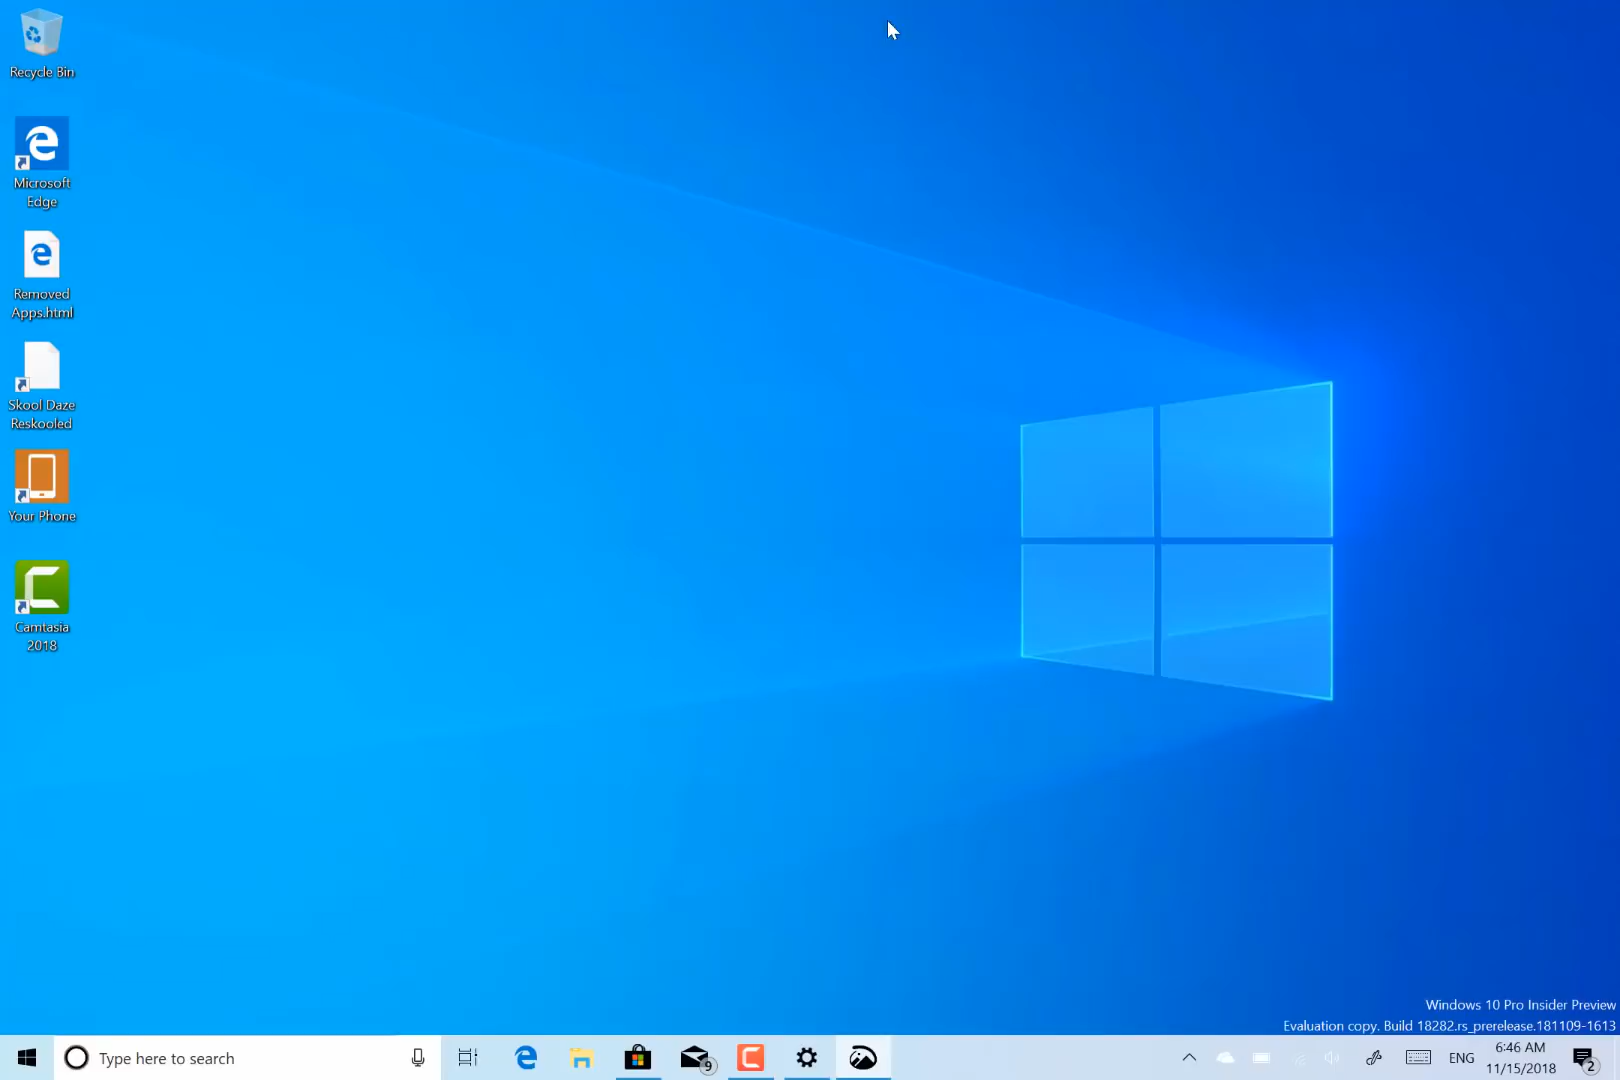 Recycle Bin
Microsoft
Edge
Removed
Apps.html
Skool Daze
Reskooled
Your Phone
Camtasia
2018
Windows 10 Pro Insider Preview
Evaluation copy. Build 18282.rs_prerelease.181109-1613
Type here to search
9
ENG
6:46 AM
11/15/2018
2